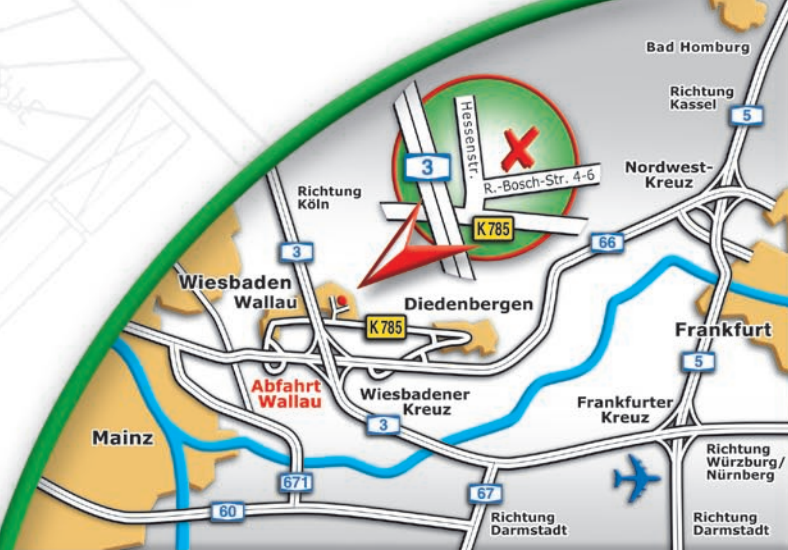 Bad Homburg
Richtung
Kassel
5
Hessenstr.
3
R.-Bosch-Str. 4-6
K 785
Nordwest-
Kreuz
Richtung
Köln
3
66
Wiesbaden
Wallau
Diedenbergen
K 785
Frankfurt
5
Abfahrt
Wallau
Wiesbadener
Kreuz
3
Frankfurter
Kreuz
Mainz
Richtung
Würzburg/
Nürnberg
671
67
60
Richtung
Darmstadt
Richtung
Darmstadt